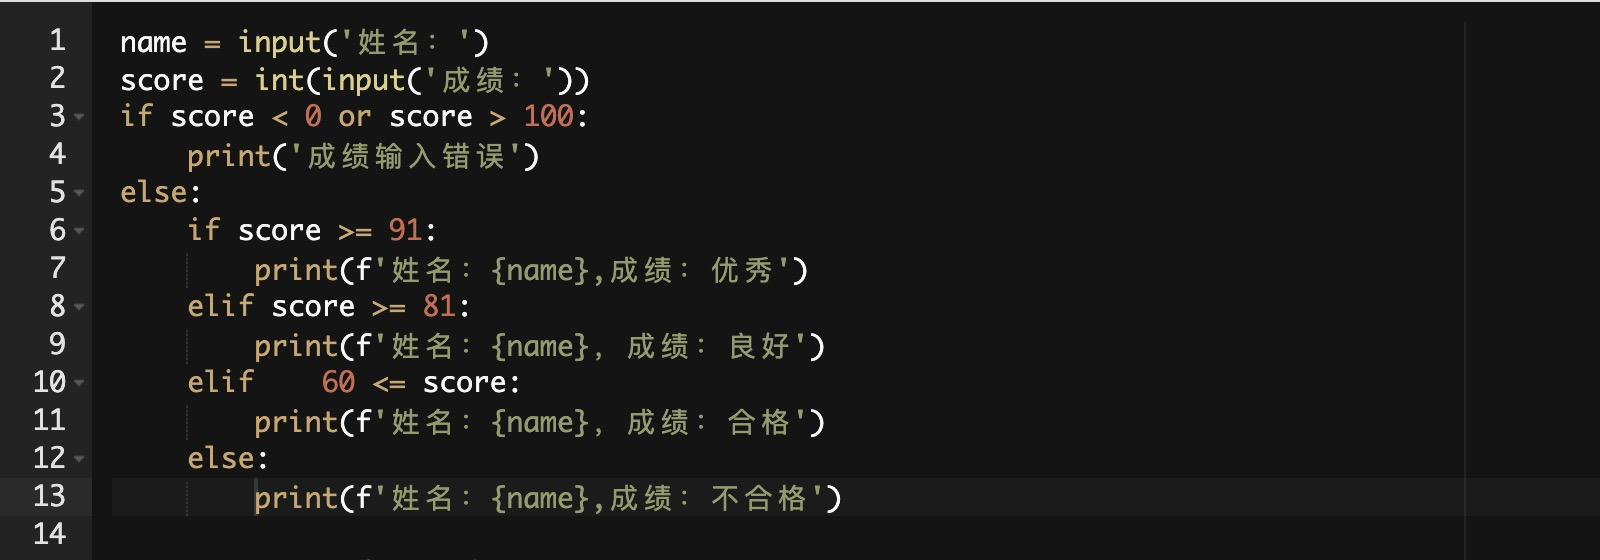 1 name = input('姓名：')
2 score = int(input('成绩：'))
3 if score < 0 or score > 100:
4     print('成绩输入错误')
5 else:
6     if score >= 91:
7         print(f'姓名：{name},成绩：优秀')
8     elif score >= 81:
9         print(f'姓名：{name}，成绩：良好')
10     elif    60 <= score:
11         print(f'姓名：{name}，成绩：合格')
12     else:
13         print(f'姓名：{name},成绩：不合格')
14